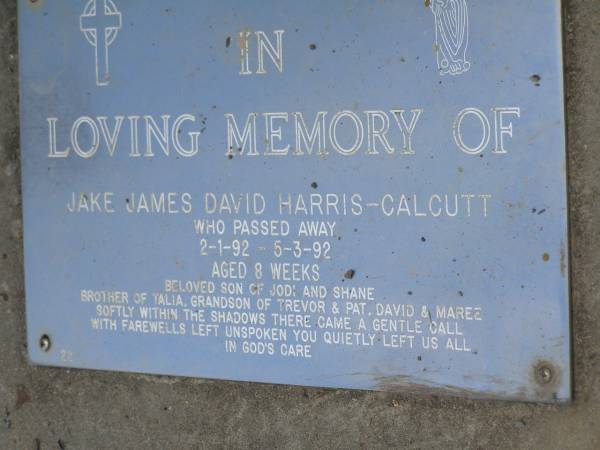 IN
LOVING MEMORY OF
JAKE JAMES DAVID HARRIS-CALCUTT
WHO PASSED AWAY
2-1-92 - 5-3-92
AGED 8 WEEKS
BELOVED SON OF JODI AND SHANE
BROTHER OF TALIA, GRANDSON OF TREVOR & PAT, DAVID & MAREE
SOFTLY WITHIN THE SHADOWS THERE CAME A GENTLE CALL
WITH FAREWELLS LEFT UNSPOKEN YOU QUIETLY LEFT US ALL
IN GOD'S CARE
22